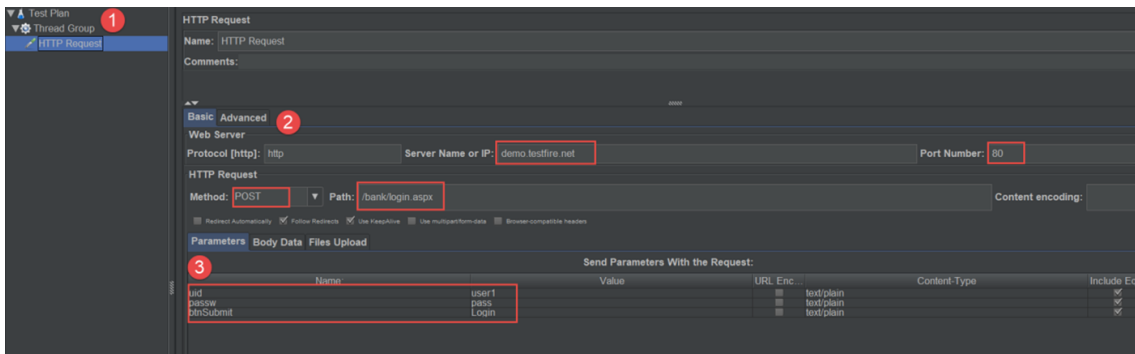 Test Plan
1
Thread Group
HTTP Request
HTTP Request
Name: HTTP Request
Comments:
Basic Advanced
2
Web Server
Protocol [http]: http Server Name or IP: demo.testfire.net Port Number: 80
HTTP Request
Method: POST Path: /bank/login.aspx Content encoding:
Redirect Automatically Follow Redirects Use KeepAlive Use multipart/form-data Browser-compatible headers
Parameters Body Data Files Upload
3
Send Parameters With the Request:
Name: Value URL Enc... Content-Type Include Eq
uid user1 text/plain
passw pass text/plain
btnSubmit Login text/plain